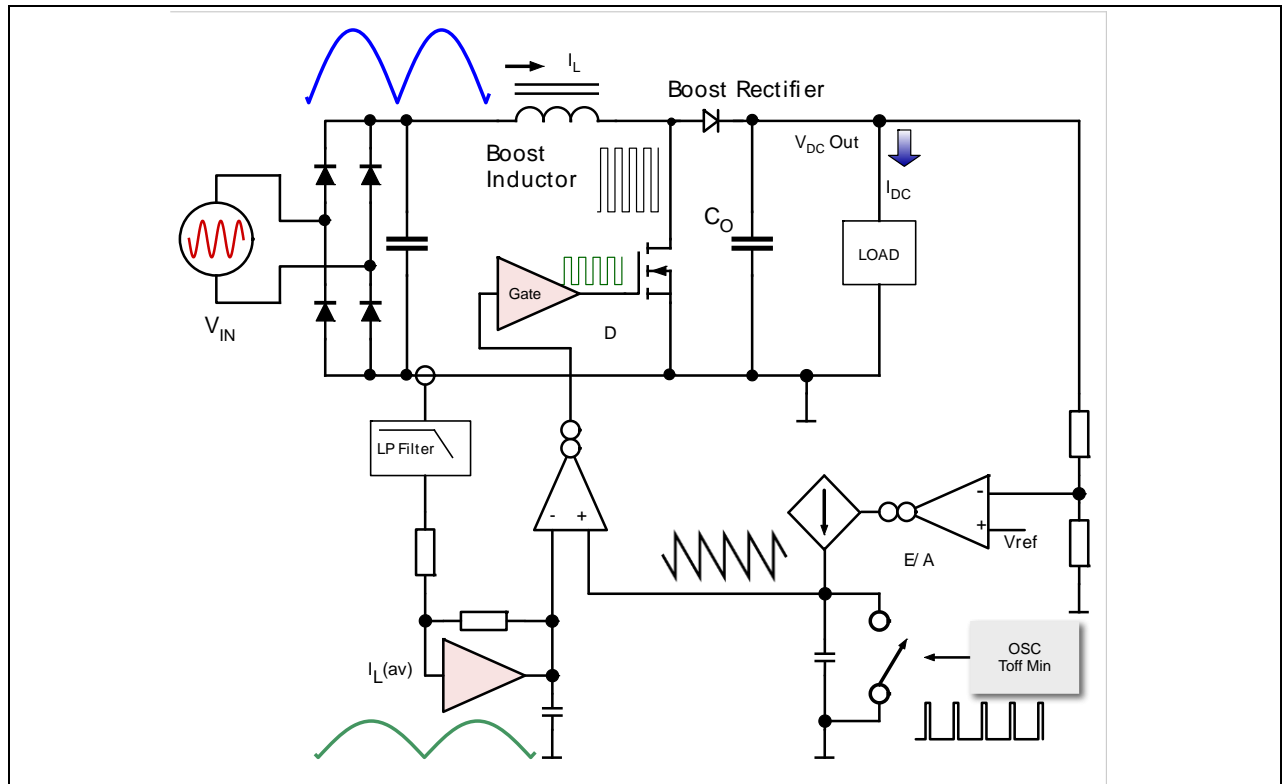 I_L
Boost Rectifier
V_DC Out
Boost
Inductor
I_DC
C_O
LOAD
Gate
D
V_IN
LP Filter
- +
-
+
Vref
E/ A
I_L(av)
OSC
Toff Min